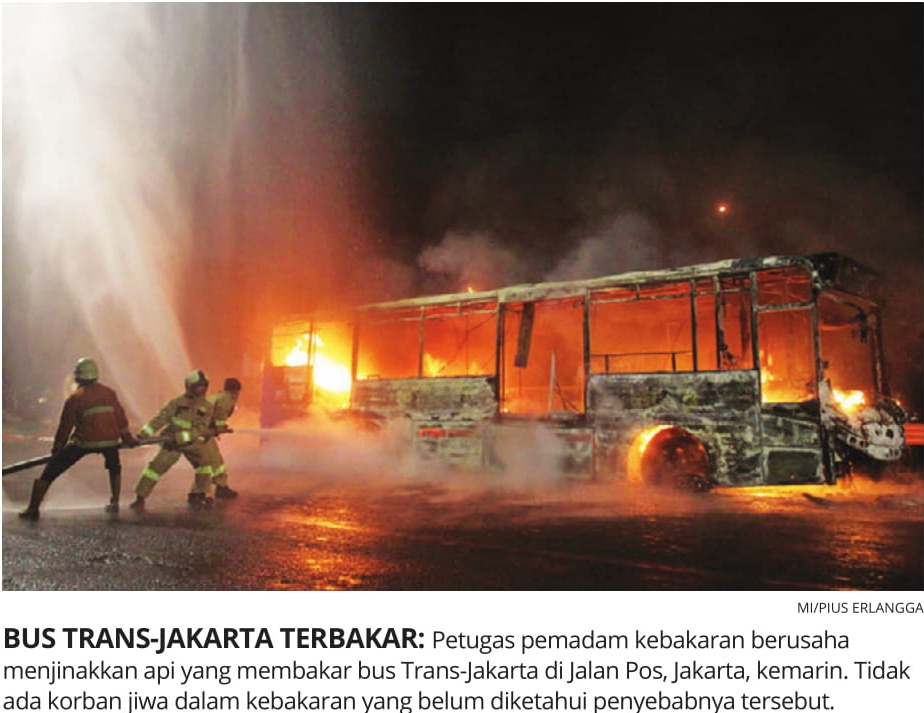 MI/PIUS ERLANGGA
BUS TRANS-JAKARTA TERBAKAR: Petugas pemadam kebakaran berusaha
menjinakkan api yang membakar bus Trans-Jakarta di Jalan Pos, Jakarta, kemarin. Tidak
ada korban jiwa dalam kebakaran yang belum diketahui penyebabnya tersebut.